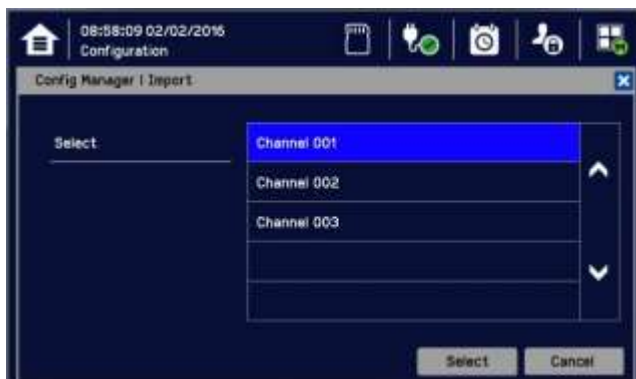 08:58:09 02/02/2016
Configuration
Config Manager | Import
Select
Channel 001
Channel 002
Channel 003
Select
Cancel